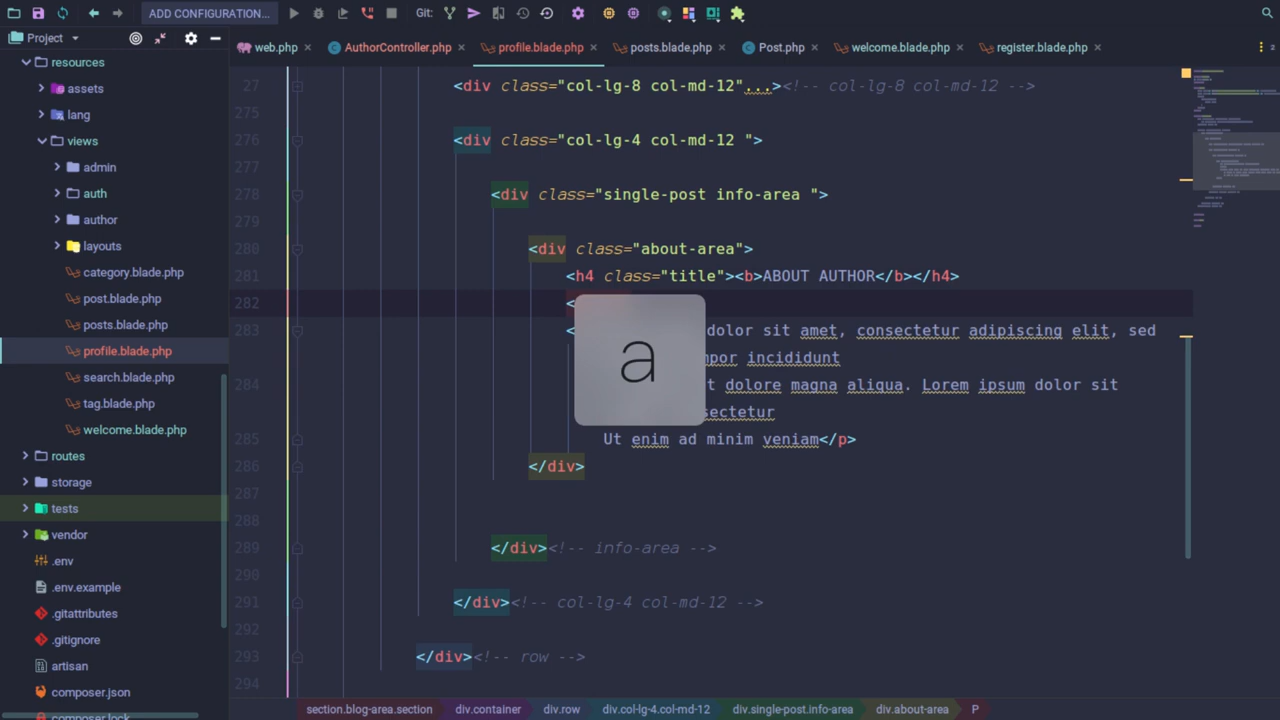 ADD CONFIGURATION...
Git:
Project
web.php
AuthorController.php
profile.blade.php
posts.blade.php
Post.php
welcome.blade.php
register.blade.php
2
resources
assets
lang
views
admin
auth
author
layouts
category.blade.php
post.blade.php
posts.blade.php
profile.blade.php
search.blade.php
tag.blade.php
welcome.blade.php
routes
storage
tests
vendor
.env
.env.example
.gitattributes
.gitignore
artisan
composer.json
composer.lock
27 <div class="col-lg-8 col-md-12"...><!-- col-lg-8 col-md-12 -->
275
276 <div class="col-lg-4 col-md-12 ">
277
278 <div class="single-post info-area ">
279
280 <div class="about-area">
281 <h4 class="title"><b>ABOUT AUTHOR</b></h4>
282 <
283 < dolor sit amet, consectetur adipiscing elit, sed
incididunt
284 dolore magna aliqua. Lorem ipsum dolor sit
285 Ut enim ad minim veniam</p>
286 </div>
287
288
289 </div><!-- info-area -->
290
291 </div><!-- col-lg-4 col-md-12 -->
292
293 </div><!-- row -->
294
a
section.blog-area.section
div.container
div.row
div.col-lg-4.col-md-12
div.single-post.info-area
div.about-area
P